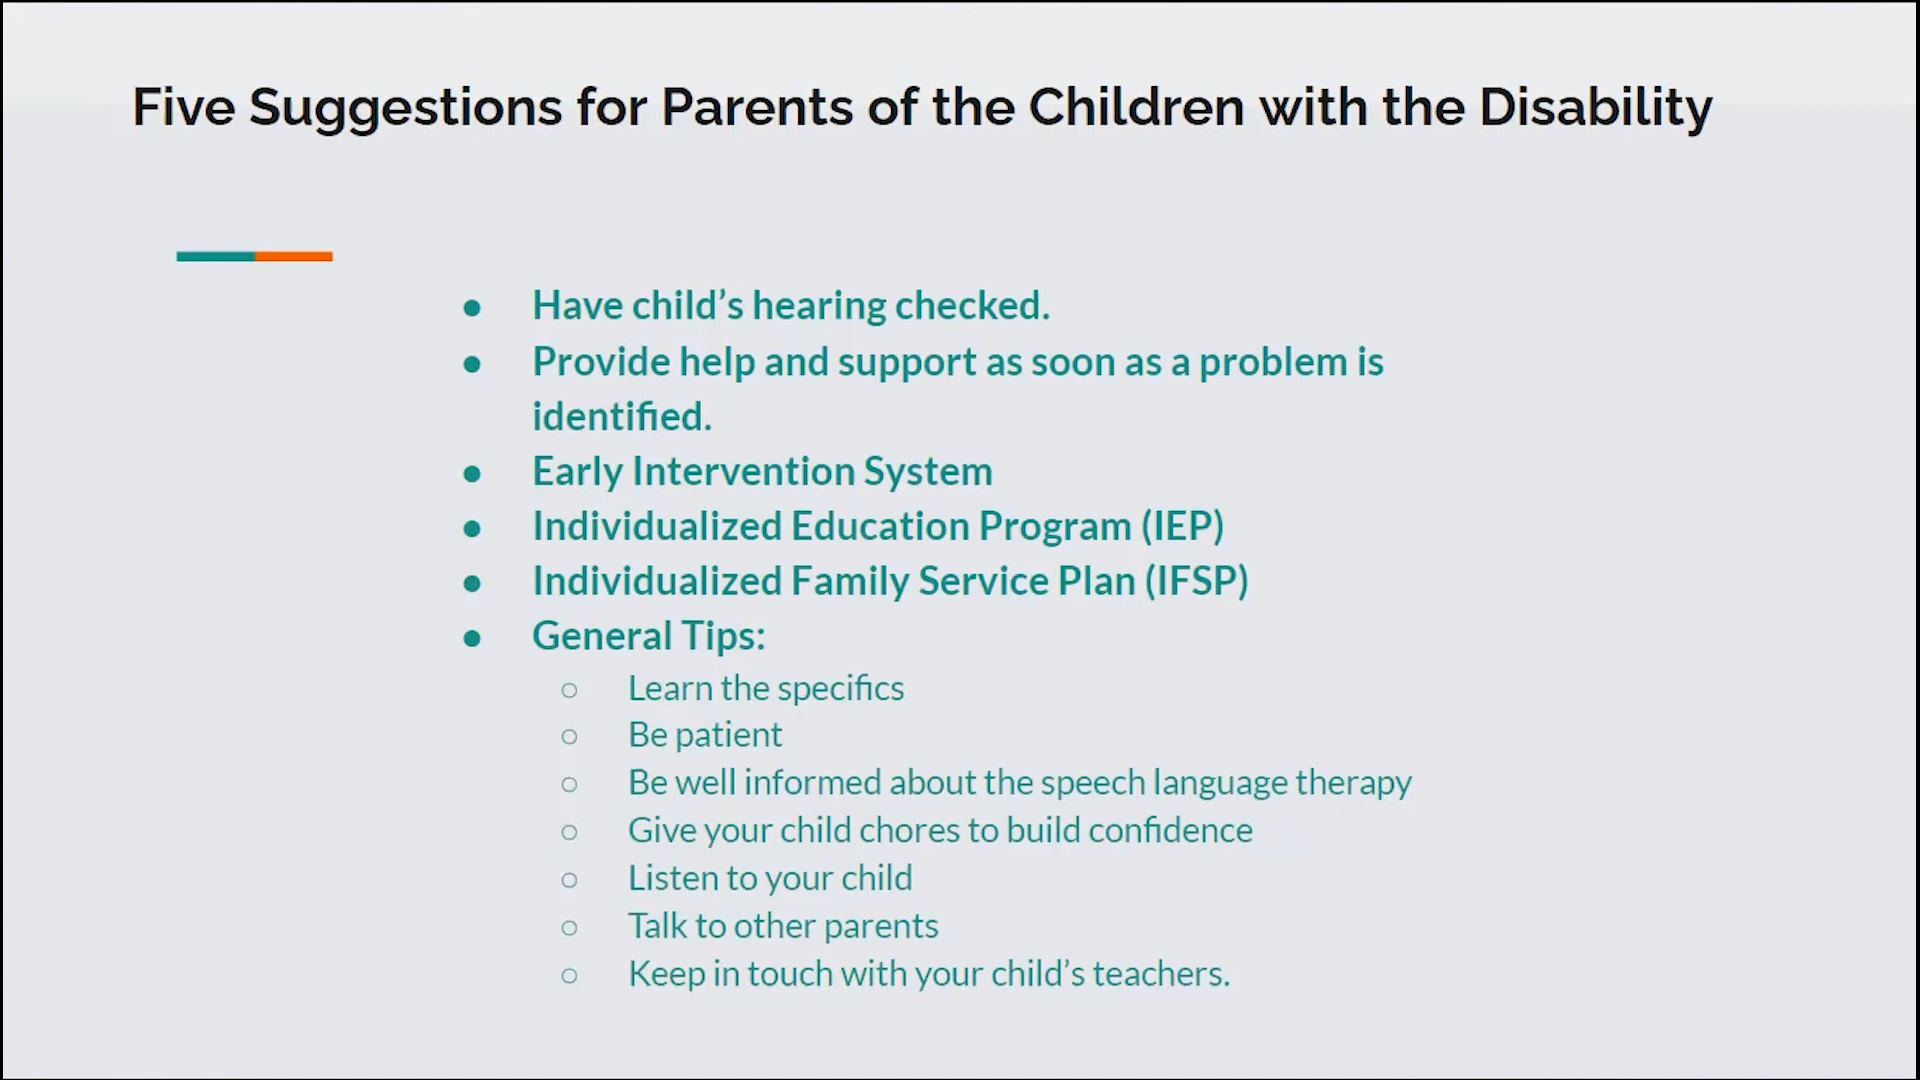 Five Suggestions for Parents of the Children with the Disability
● Have child’s hearing checked.
● Provide help and support as soon as a problem is
identified.
● Early Intervention System
● Individualized Education Program (IEP)
● Individualized Family Service Plan (IFSP)
● General Tips:
○ Learn the specifics
○ Be patient
○ Be well informed about the speech language therapy
○ Give your child chores to build confidence
○ Listen to your child
○ Talk to other parents
○ Keep in touch with your child’s teachers.